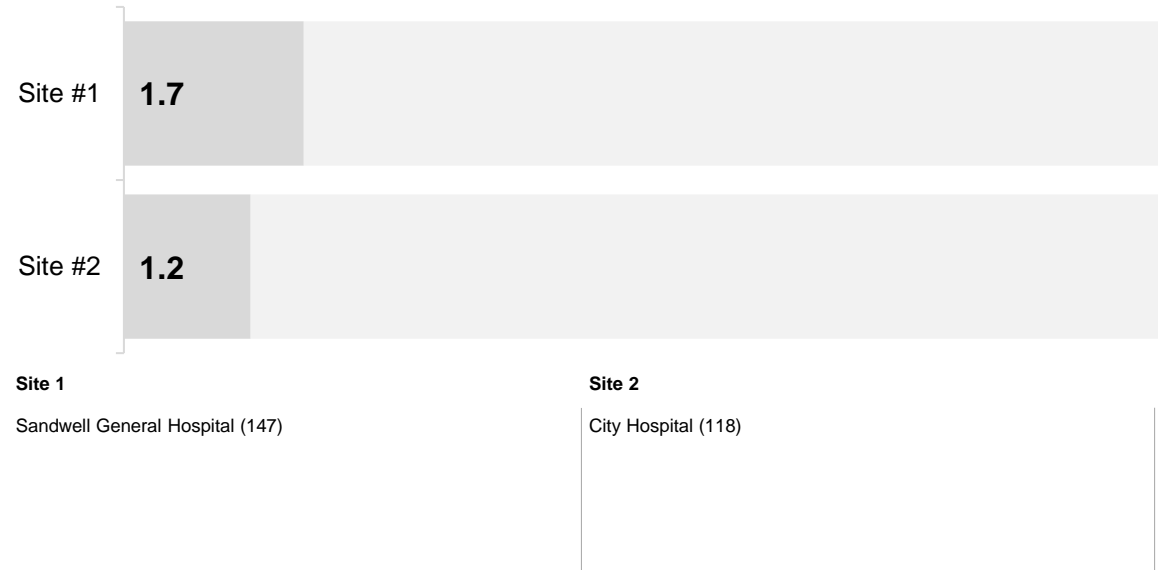 Site #1
1.7
Site #2
1.2
Site 1
Site 2
Sandwell General Hospital (147)
City Hospital (118)